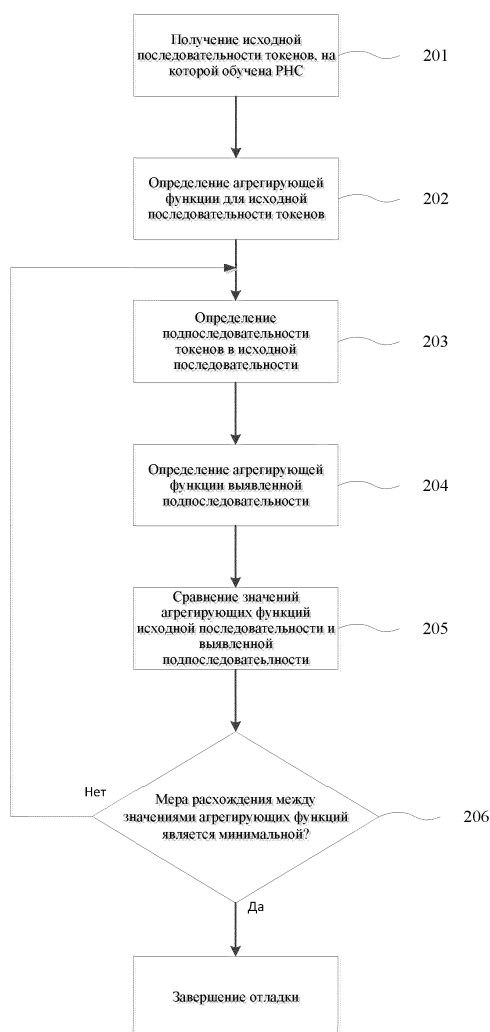 Получение исходной
последовательности токенов, на
которой обучена РНС
201
Определение агрегирующей
функции для исходной
последовательности токенов
202
Определение
подпоследовательности
токенов в исходной
последовательности
203
Определение агрегирующей
функции выявленной
подпоследовательности
204
Сравнение значений
агрегирующих функций
исходной последовательности и
выявленной
подпоследоватеьлности
205
Мера расхождения между
значениями агрегирующих функций
является минимальной?
206
Нет
Да
Завершение отладки